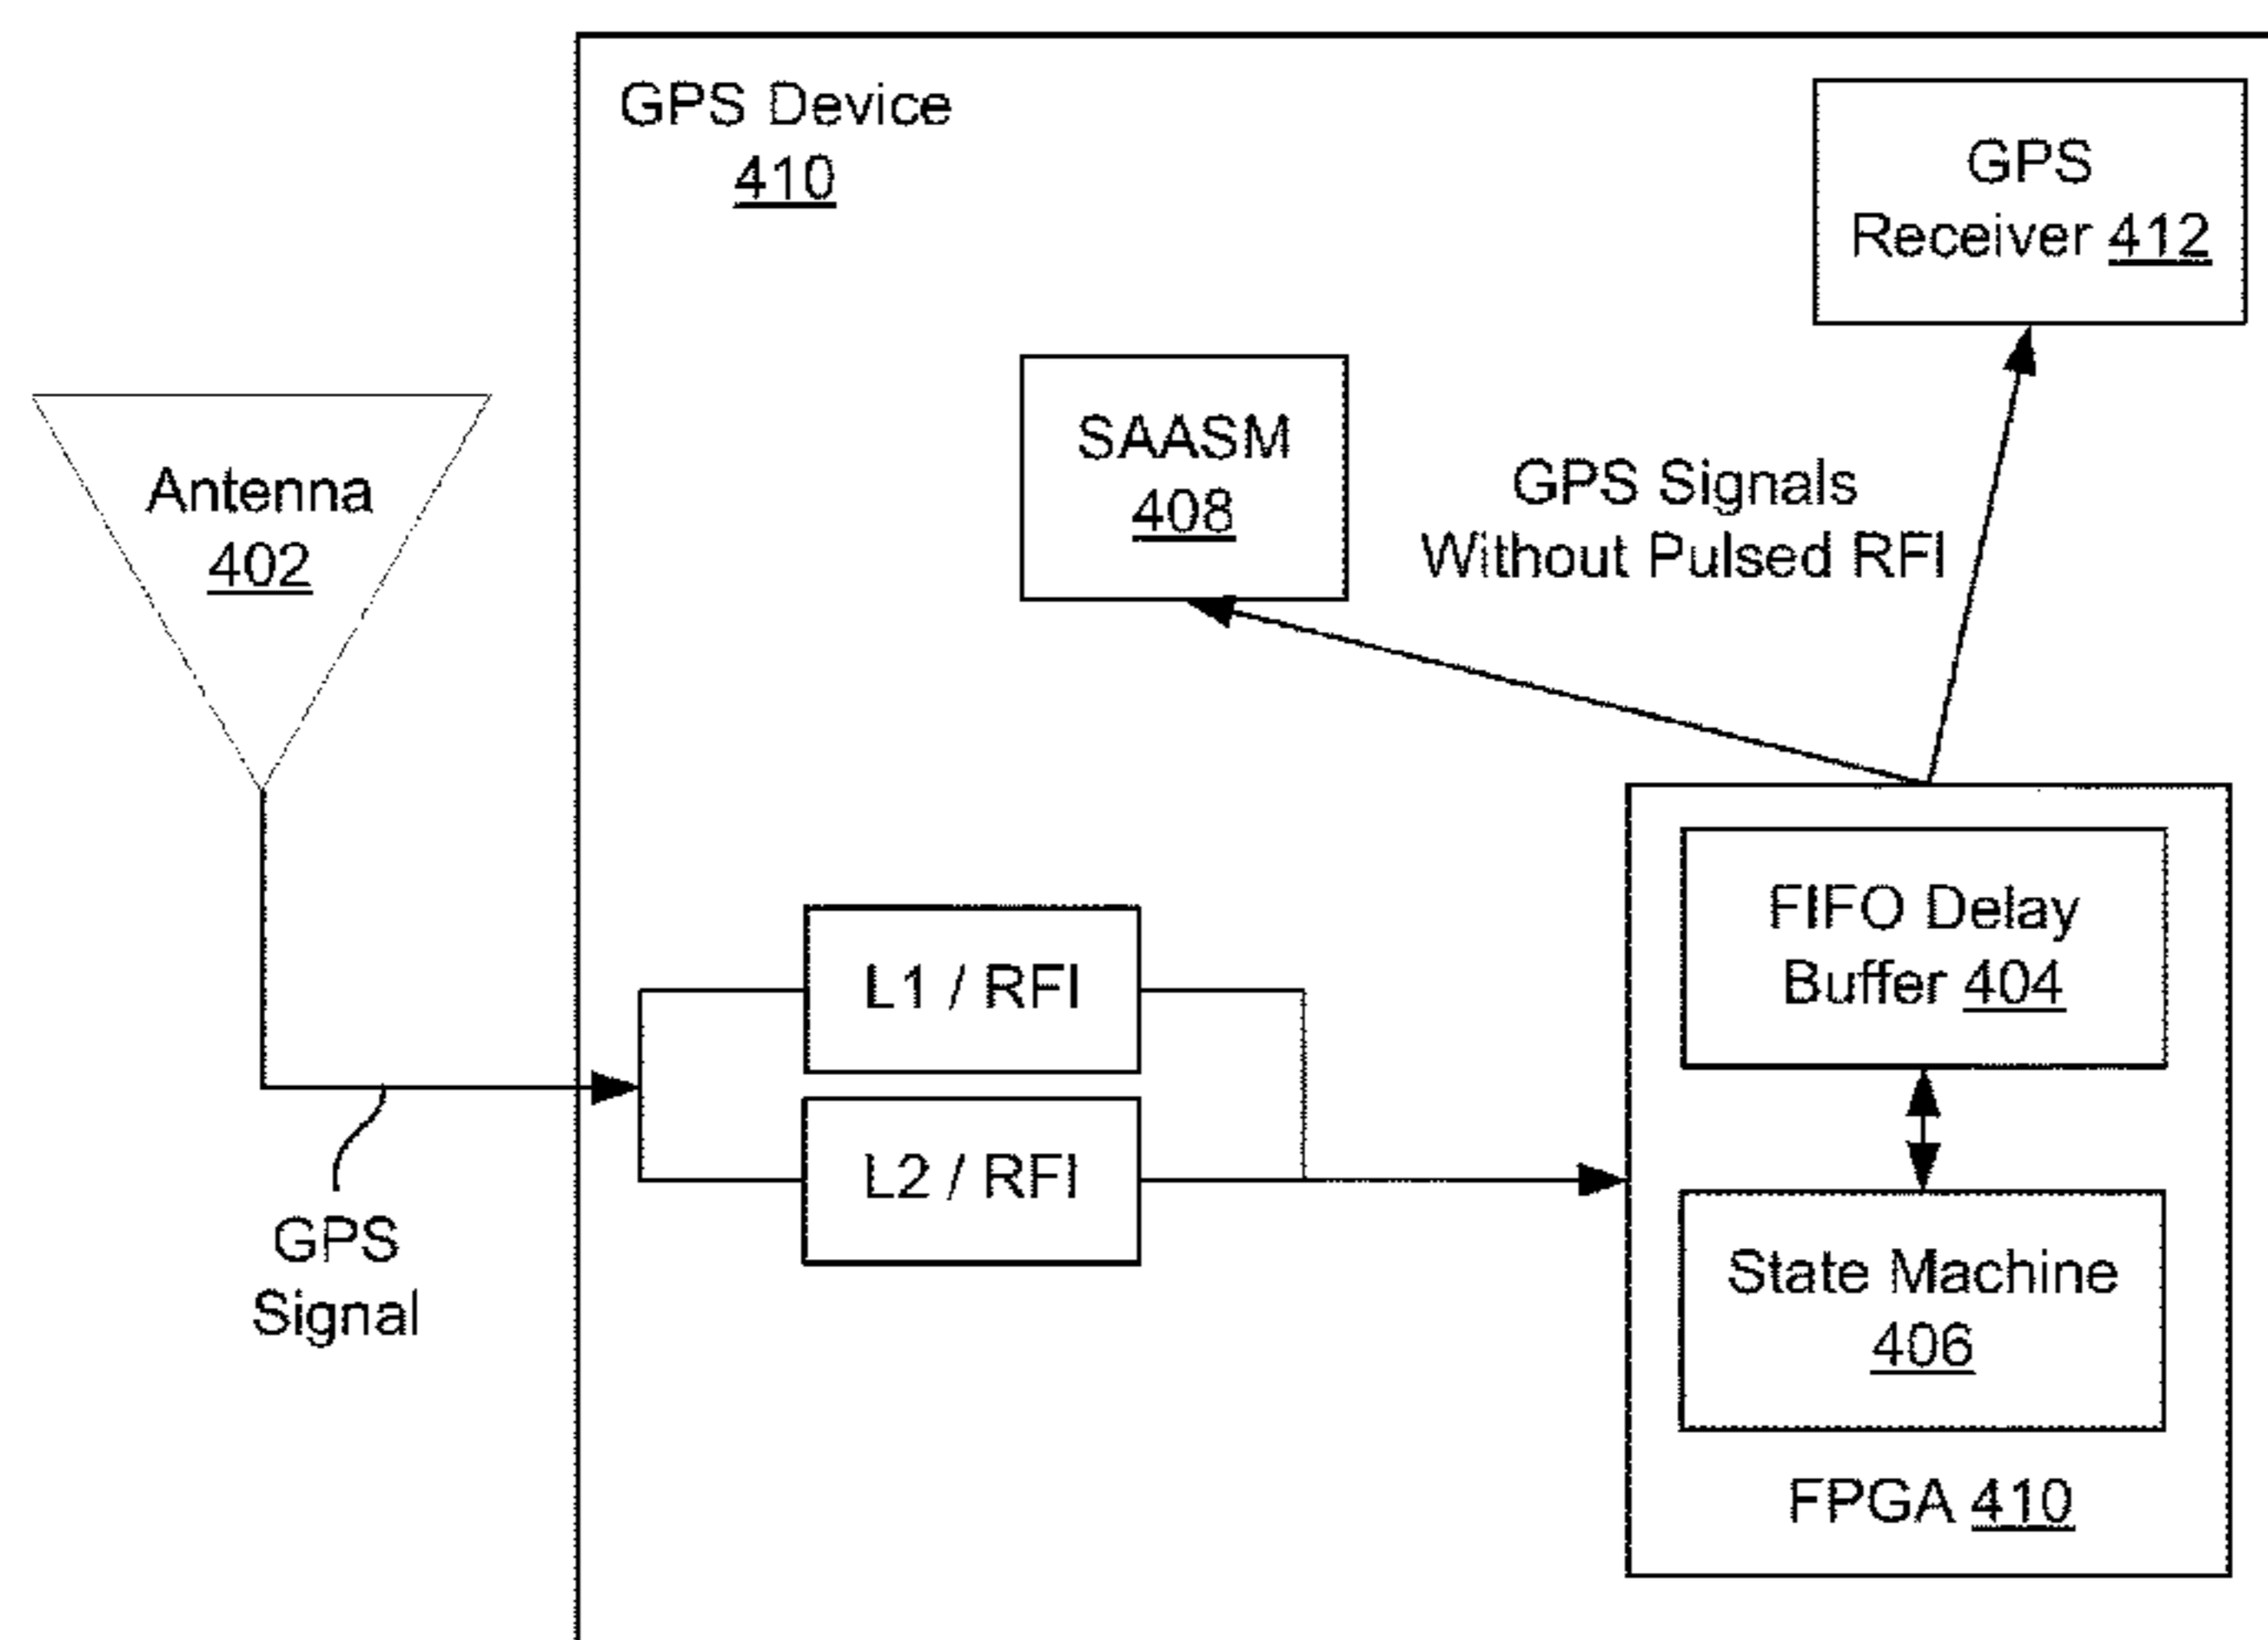 GPS Device
410
GPS
Receiver 412
SAASM
408
GPS Signals
Without Pulsed RFI
Antenna
402
FIFO Delay
Buffer 404
L1 / RFI
L2 / RFI
GPS
Signal
State Machine
406
FPGA 410